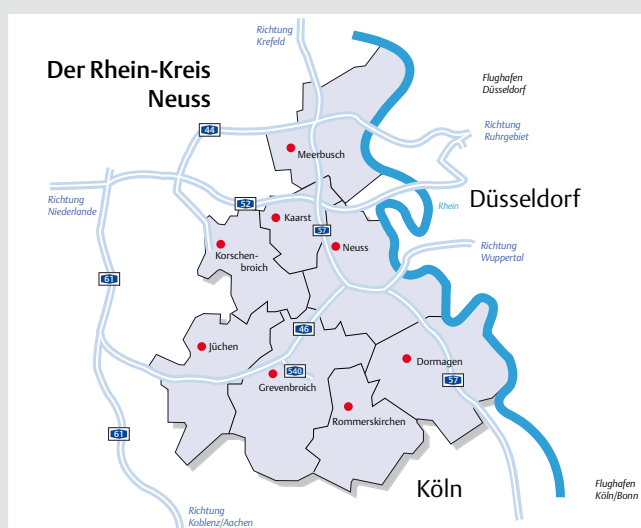 Richtung
Krefeld
Der Rhein-Kreis
Neuss
Flughafen
Düsseldorf
44
Richtung
Ruhrgebiet
Meerbusch
Richtung
Niederlande
52
Kaarst
Rhein
Düsseldorf
57
Neuss
Korschen-
broich
Richtung
Wuppertal
61
46
Jüchen
540
Grevenbroich
Dormagen
57
Rommerskirchen
61
Köln
Flughafen
Köln/Bonn
Richtung
Koblenz/Aachen